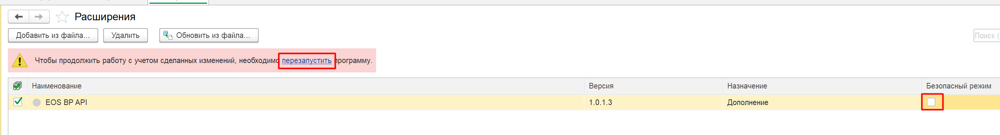 Расширения
Добавить из файла... Удалить Обновить из файла...
Поиск (
Чтобы продолжить работу с учетом сделанных изменений, необходимо перезапустить программу.
Наименование Версия Назначение Безопасный режим
EOS BP API 1.0.1.3 Дополнение